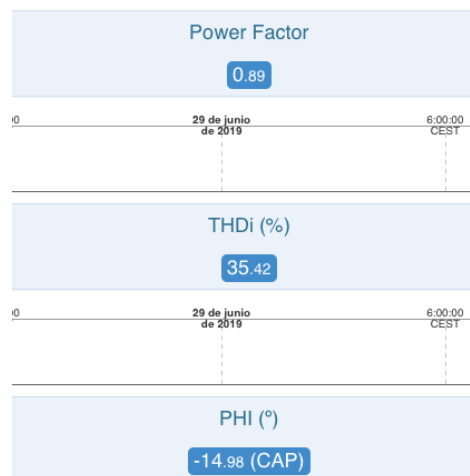 Power Factor
0.89
29 de junio 6:00:00
de 2019 CEST
THDi (%)
35.42
29 de junio 6:00:00
de 2019 CEST
PHI (º)
-14.98 (CAP)